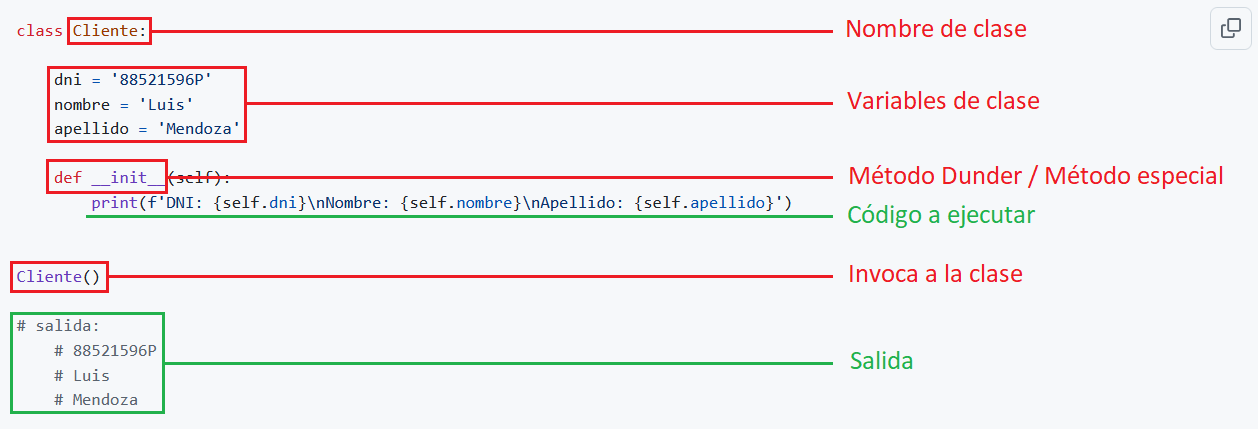 class Cliente: Nombre de clase
dni = '88521596P'
nombre = 'Luis' Variables de clase
apellido = 'Mendoza'
def __init__(self): Método Dunder / Método especial
print(f'DNI: {self.dni}\nNombre: {self.nombre}\nApellido: {self.apellido}')
Código a ejecutar
Cliente() Invoca a la clase
# salida:
# 88521596P
# Luis Salida
# Mendoza